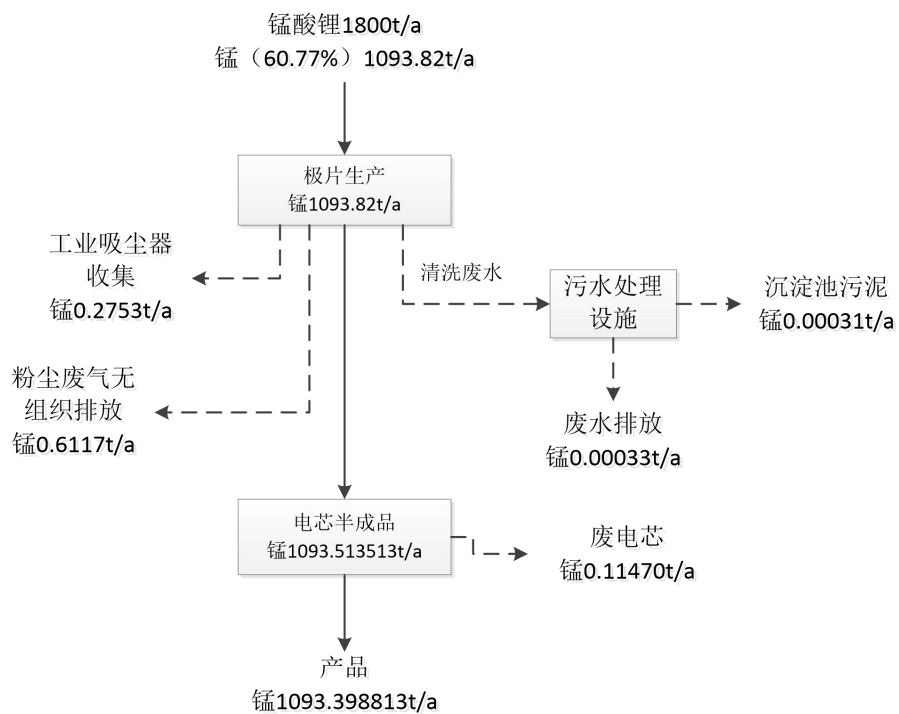 锰酸锂1800t/a
锰（60.77%）1093.82t/a
极片生产
锰1093.82t/a
工业吸尘器
收集
锰0.2753t/a
清洗废水
污水处理
设施
沉淀池污泥
锰0.00031t/a
粉尘废气无
组织排放
锰0.6117t/a
废水排放
锰0.00033t/a
电芯半成品
锰1093.513513t/a
废电芯
锰0.11470t/a
产品
锰1093.398813t/a